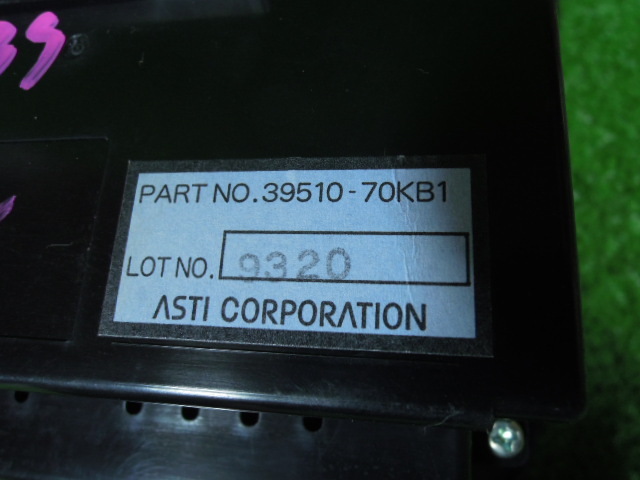 PART NO.39510-70KB1
LOT NO. 9320
ASTI CORPORATION